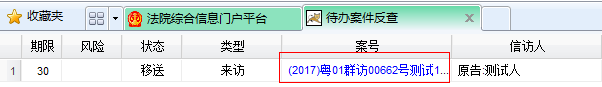 收藏夹 法院综合信息门户平台 待办案件反查
期限 风险 状态 类型 案号 信访人
1 30 移送 来访 (2017)粤01群访00662号测试1... 原告:测试人